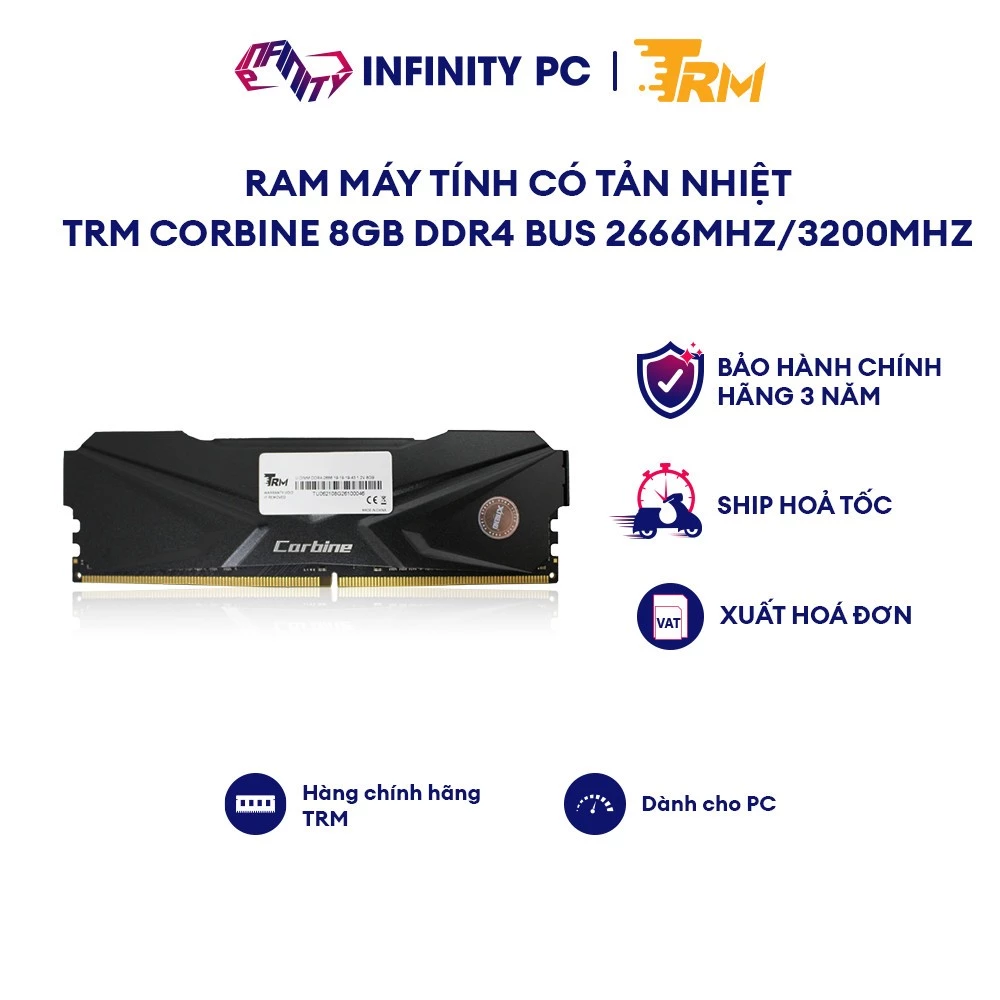 INFINITY
INFINITY PC
TRM
RAM MÁY TÍNH CÓ TẢN NHIỆT
TRM CORBINE 8GB DDR4 BUS 2666MHZ/3200MHZ
BẢO HÀNH CHÍNH
HÃNG 3 NĂM
TRM
Corbine
SHIP HOẢ TỐC
VAT
XUẤT HOÁ ĐƠN
Hàng chính hãng
TRM
Dành cho PC